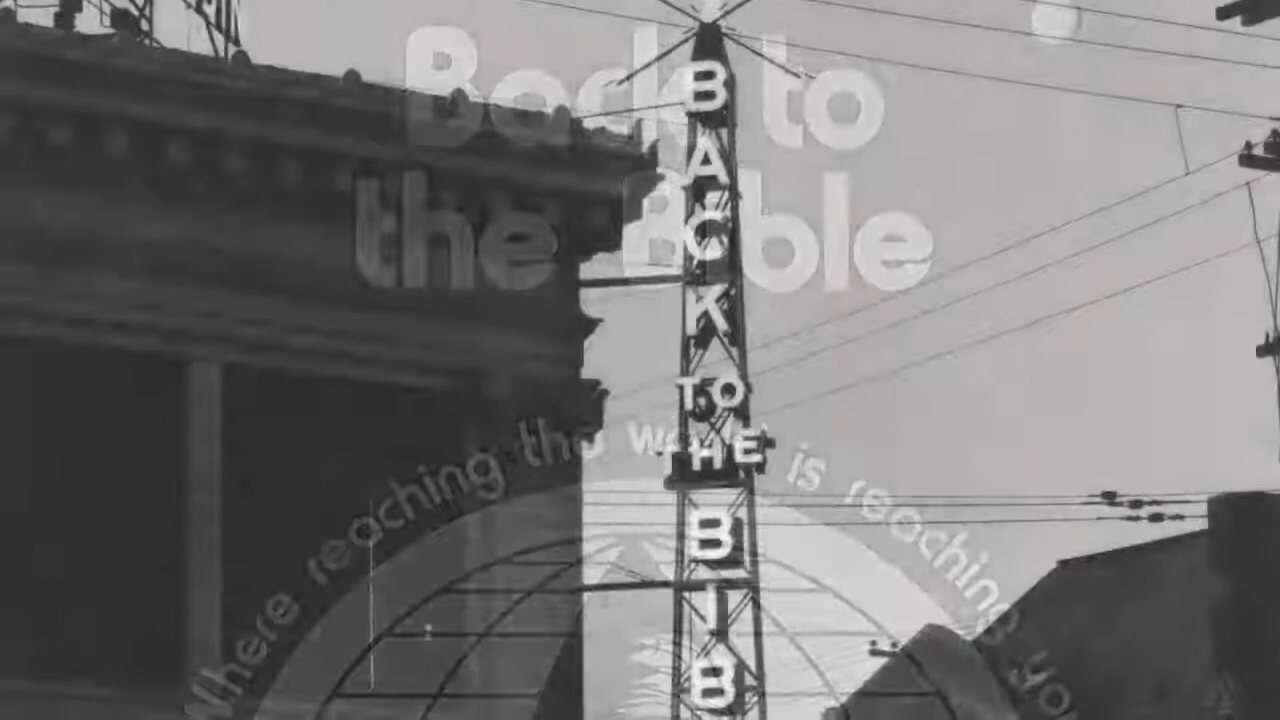 Back to
the Bible
BACK
TO
THE
BIB
Where reaching the world is reaching you